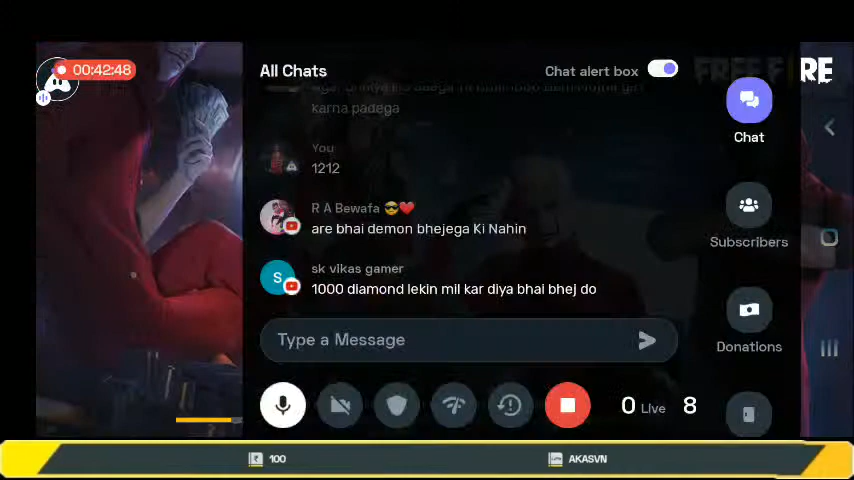 00:42:48
All Chats
Chat alert box
FREE FIRE
karna padega
Chat
You
1212
R A Bewafa 😎❤️
are bhai demon bhejega Ki Nahin
Subscribers
S
sk vikas gamer
1000 diamond lekin mil kar diya bhai bhej do
Type a Message
Donations
0 Live 8
100
AKASVN